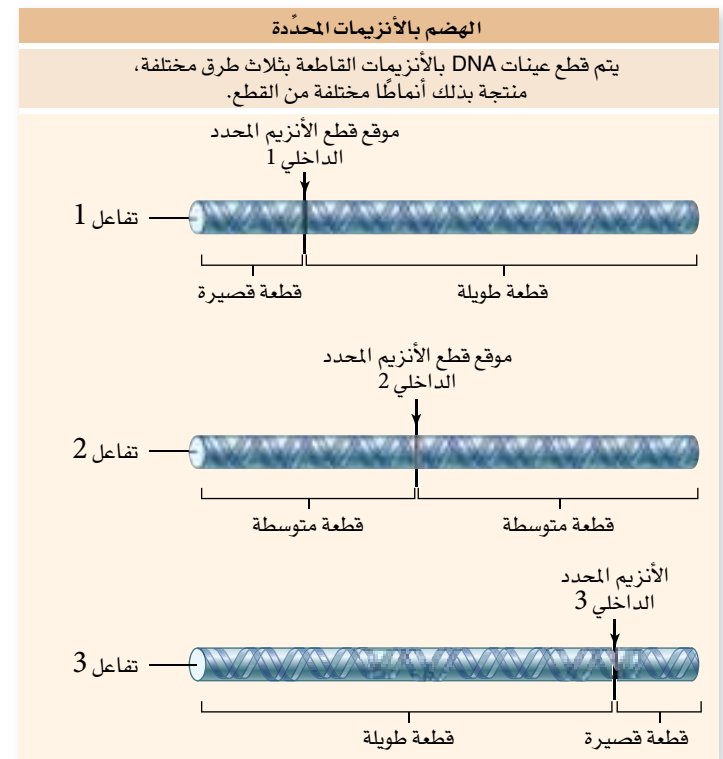 الهضم بالأنزيمات المحدِّدة
يتم قطع عينات DNA بالأنزيمات القاطعة بثلاث طرق مختلفة،
منتجة بذلك أنماطًا مختلفة من القطع.
موقع قطع الأنزيم المحدد
الداخلي 1
تفاعل 1
قطعة قصيرة
قطعة طويلة
موقع قطع الأنزيم المحدد
الداخلي 2
تفاعل 2
قطعة متوسطة
قطعة متوسطة
الأنزيم المحدد
الداخلي 3
تفاعل 3
قطعة طويلة
قطعة قصيرة